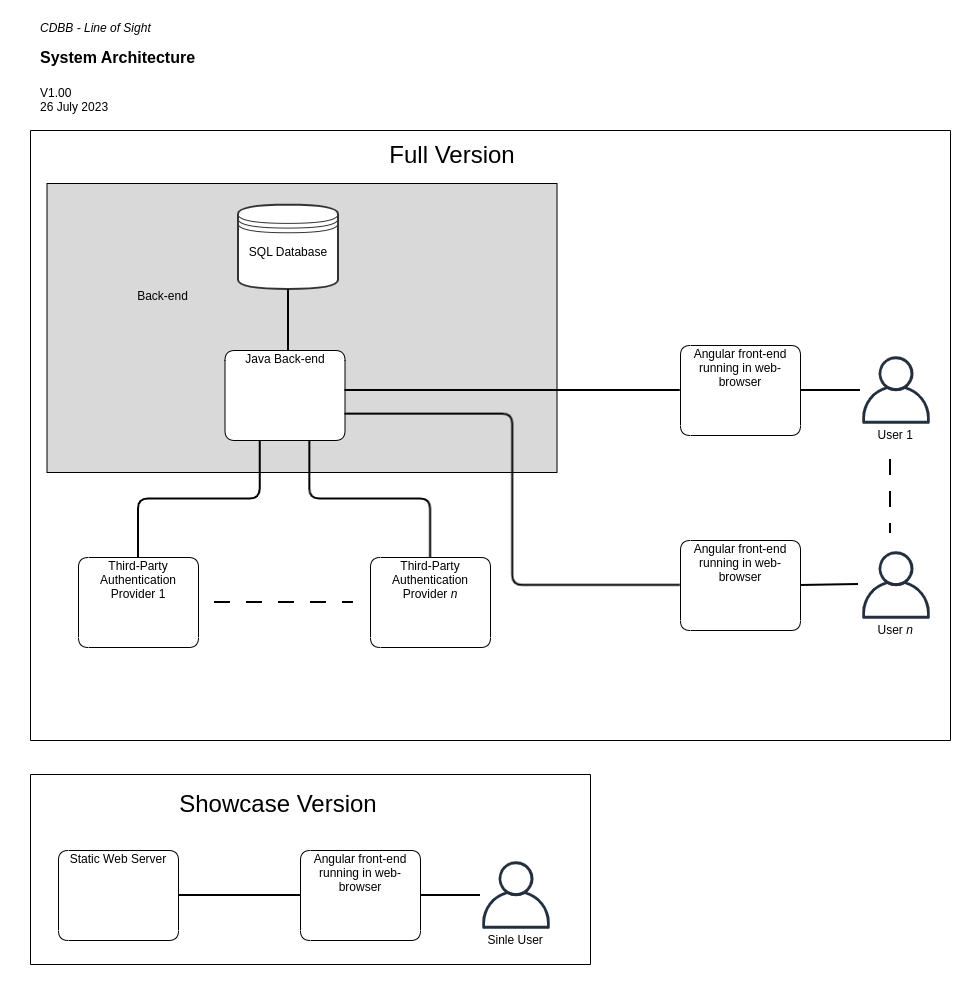 CDBB - Line of Sight
System Architecture
V1.00
26 July 2023
Full Version
SQL Database
Back-end
Java Back-end
Angular front-end
running in web-
browser
User 1
Third-Party
Authentication
Provider 1
Third-Party
Authentication
Provider n
Angular front-end
running in web-
browser
User n
Showcase Version
Static Web Server
Angular front-end
running in web-
browser
Sinle User